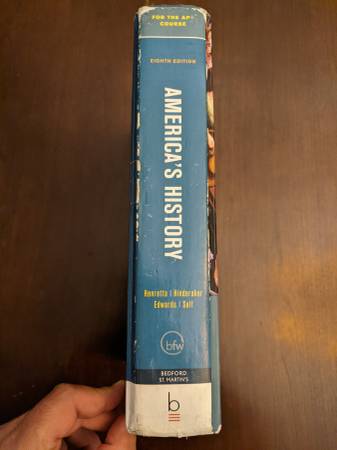 FOR THE AP®
COURSE
EIGHTH EDITION
AMERICA'S HISTORY
Henretta | Hinderaker
Edwards | Self
bfw
BEDFORD
ST. MARTIN'S
b